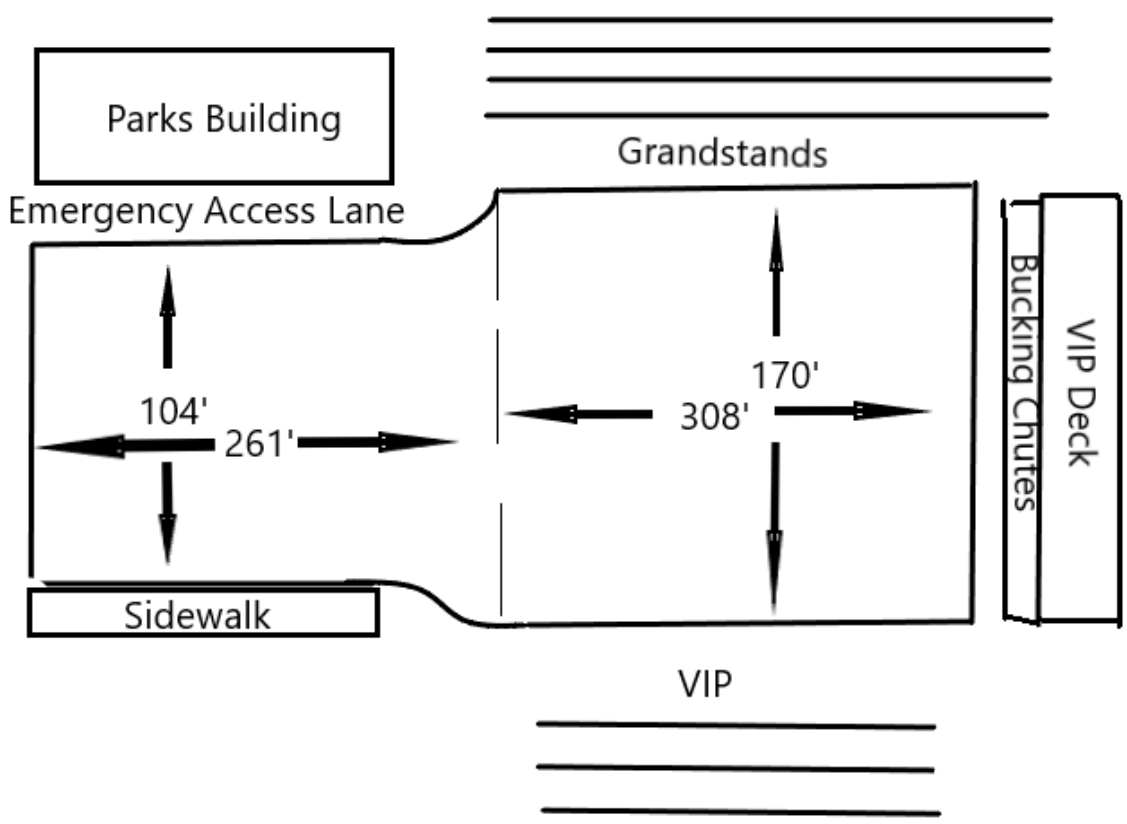 Parks Building
Grandstands
Emergency Access Lane
104'
261'
170'
308'
Bucking Chutes
VIP Deck
Sidewalk
VIP